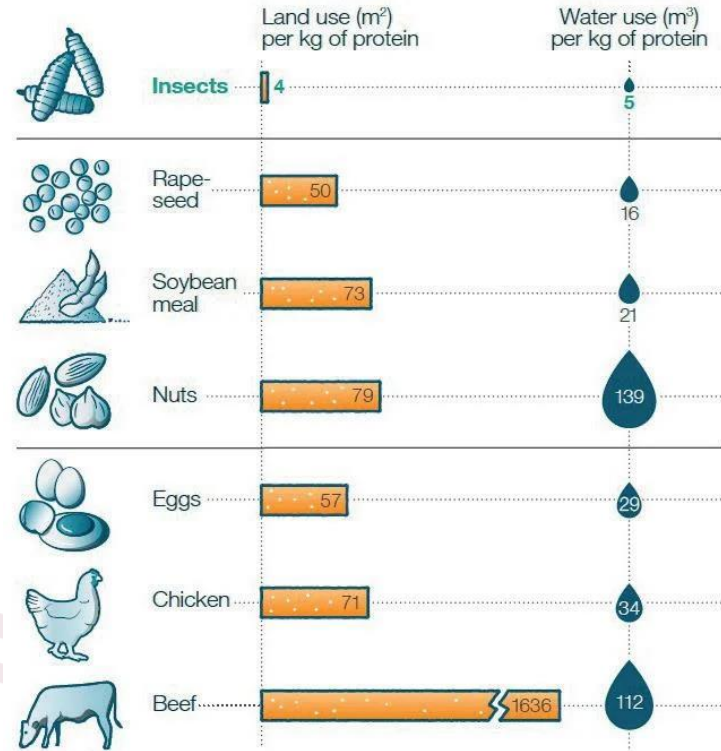 Land use (m²)
per kg of protein
Water use (m³)
per kg of protein
Insects 4 5
Rape-
seed 50 16
Soybean
meal 73 21
Nuts 79 139
Eggs 57 29
Chicken 71 34
Beef 1636 112